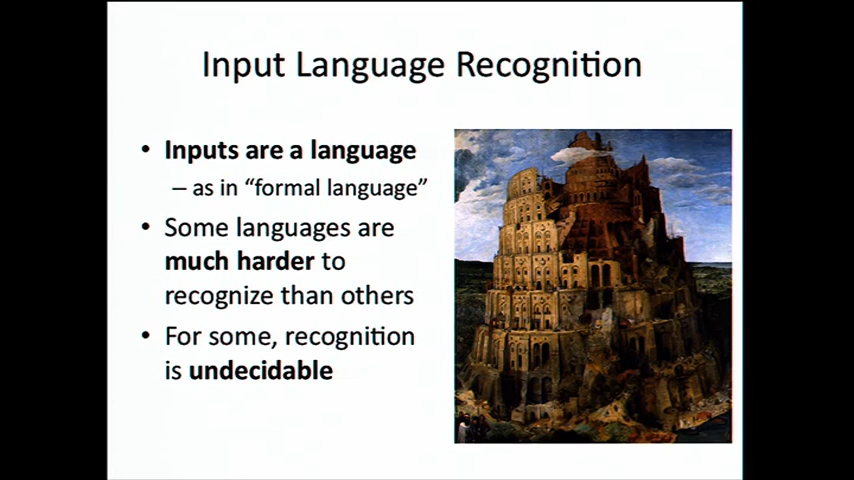 Input Language Recognition
• Inputs are a language
– as in “formal language”
• Some languages are
much harder to
recognize than others
• For some, recognition
is undecidable